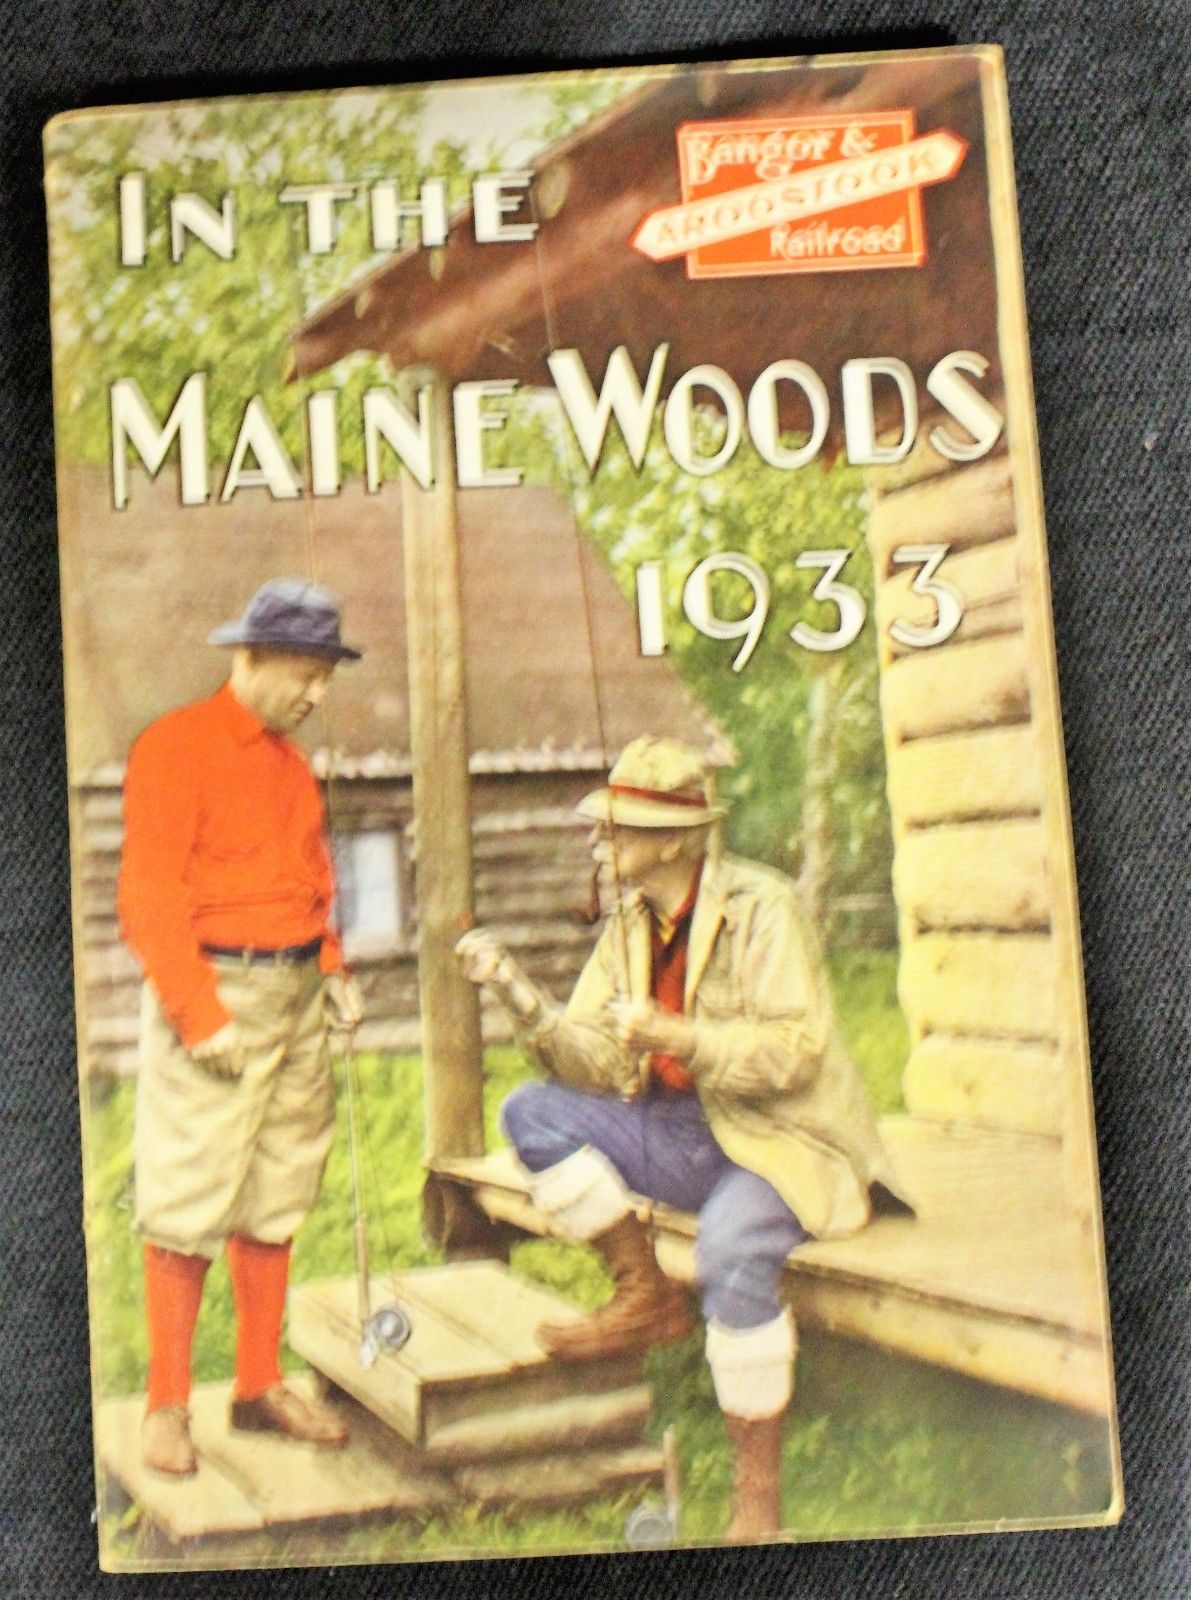 Bangor &
AROOSTOOK
Railroad
IN THE
MAINE WOODS
1933